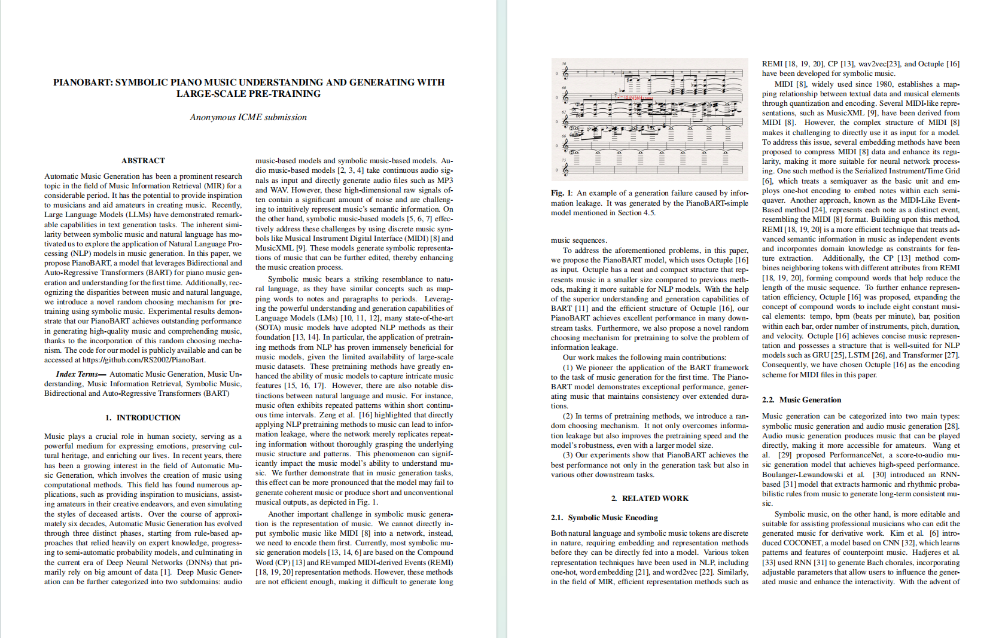 PIANOBART: SYMBOLIC PIANO MUSIC UNDERSTANDING AND GENERATING WITH
LARGE-SCALE PRE-TRAINING
Anonymous ICME submission
ABSTRACT
Automatic Music Generation has been a prominent research
topic in the field of Music Information Retrieval (MIR) for a
considerable period. It has the potential to provide inspiration
to musicians and aid amateurs in creating music. Recently,
Large Language Models (LLMs) have demonstrated remark-
able capabilities in text generation tasks. The inherent simi-
larity between symbolic music and natural language has mo-
tivated us to explore the application of Natural Language Pro-
cessing (NLP) models in music generation. In this paper, we
propose PianoBART, a model that leverages Bidirectional and
Auto-Regressive Transformers (BART) for piano music gen-
eration and understanding for the first time. Additionally, rec-
ognizing the disparities between music and natural language,
we introduce a novel random choosing mechanism for pre-
training using symbolic music. Experimental results demon-
strate that our PianoBART achieves outstanding performance
in generating high-quality music and comprehending music,
thanks to the incorporation of this random choosing mecha-
nism. The code for our model is publicly available and can be
accessed at https://github.com/RS2002/PianoBart.
Index Terms— Automatic Music Generation, Music Un-
derstanding, Music Information Retrieval, Symbolic Music,
Bidirectional and Auto-Regressive Transformers (BART)
1. INTRODUCTION
Music plays a crucial role in human society, serving as a
powerful medium for expressing emotions, preserving cul-
tural heritage, and enriching our lives. In recent years, there
has been a growing interest in the field of Automatic Mu-
sic Generation, which involves the creation of music using
computational methods. This field has found numerous ap-
plications, such as providing inspiration to musicians, assist-
ing amateurs in their creative endeavors, and even simulating
the styles of deceased artists. Over the course of approxi-
mately six decades, Automatic Music Generation has evolved
through three distinct phases, starting from rule-based ap-
proaches that relied heavily on expert knowledge, progress-
ing to semi-automatic probability models, and culminating in
the current era of Deep Neural Networks (DNNs) that pri-
marily rely on big amount of data [1]. Deep Music Gener-
ation can be further categorized into two subdomains: audio
music-based models and symbolic music-based models. Au-
dio music-based models [2, 3, 4] take continuous audio sig-
nals as input and directly generate audio files such as MP3
and WAV. However, these high-dimensional raw signals of-
ten contain a significant amount of noise and are challeng-
ing to intuitively represent music's semantic information. On
the other hand, symbolic music-based models [5, 6, 7] effec-
tively address these challenges by using discrete music sym-
bols like Musical Instrument Digital Interface (MIDI) [8] and
MusicXML [9]. These models generate symbolic representa-
tions of music that can be further edited, thereby enhancing
the music creation process.
Symbolic music bears a striking resemblance to natu-
ral language, as they have similar concepts such as map-
ping words to notes and paragraphs to periods. Leverag-
ing the powerful understanding and generation capabilities of
Language Models (LMs) [10, 11, 12], many state-of-the-art
(SOTA) music models have adopted NLP methods as their
foundation [13, 14]. In particular, the application of pretrain-
ing methods from NLP has proven immensely beneficial for
music models, given the limited availability of large-scale
music datasets. These pretraining methods have greatly en-
hanced the ability of music models to capture intricate music
features [15, 16, 17]. However, there are also notable dis-
tinctions between natural language and music. For instance,
music often exhibits repeated patterns within short continu-
ous time intervals. Zeng et al. [16] highlighted that directly
applying NLP pretraining methods to music can lead to infor-
mation leakage, where the network merely replicates repeat-
ing information without thoroughly grasping the underlying
music structure and patterns. This phenomenon can signif-
icantly impact the music model's ability to understand mu-
sic. We further demonstrate that in music generation tasks,
this effect can be more pronounced that the model may fail to
generate coherent music or produce short and unconventional
musical outputs, as depicted in Fig. 1.
Another important challenge in symbolic music genera-
tion is the representation of music. We cannot directly in-
put symbolic music like MIDI [8] into a network, instead,
we need to encode them first. Currently, most symbolic mu-
sic generation models [13, 14, 6] are based on the Compound
Word (CP) [13] and REvamped MIDI-derived Events (REMI)
[18, 19, 20] representation methods. However, these methods
are not efficient enough, making it difficult to generate long
50
0
60
0
62
0
66
0
75
0
Fig. 1: An example of a generation failure caused by infor-
mation leakage. It was generated by the PianoBART-simple
model mentioned in Section 4.5.
music sequences.
To address the aforementioned problems, in this paper,
we propose the PianoBART model, which uses Octuple [16]
as input. Octuple has a neat and compact structure that rep-
resents music in a smaller size compared to previous meth-
ods, making it more suitable for NLP models. With the help
of the superior understanding and generation capabilities of
BART [11] and the efficient structure of Octuple [16], our
PianoBART achieves excellent performance in many down-
stream tasks. Furthermore, we also propose a novel random
choosing mechanism for pretraining to solve the problem of
information leakage.
Our work makes the following main contributions:
(1) We pioneer the application of the BART framework
to the task of music generation for the first time. The Piano-
BART model demonstrates exceptional performance, gener-
ating music that maintains consistency over extended dura-
tions.
(2) In terms of pretraining methods, we introduce a ran-
dom choosing mechanism. It not only overcomes informa-
tion leakage but also improves the pretraining speed and the
model's robustness, even with a larger model size.
(3) Our experiments show that PianoBART achieves the
best performance not only in the generation task but also in
various other downstream tasks.
2. RELATED WORK
2.1. Symbolic Music Encoding
Both natural language and symbolic music tokens are discrete
in nature, requiring embedding and representation methods
before they can be directly fed into a model. Various token
representation techniques have been used in NLP, including
one-hot, word embedding [21], and word2vec [22]. Similarly,
in the field of MIR, efficient representation methods such as
REMI [18, 19, 20], CP [13], wav2vec[23], and Octuple [16]
have been developed for symbolic music.
MIDI [8], widely used since 1980, establishes a map-
ping relationship between textual data and musical elements
through quantization and encoding. Several MIDI-like repre-
sentations, such as MusicXML [9], have been derived from
MIDI [8]. However, the complex structure of MIDI [8]
makes it challenging to directly use it as input for a model.
To address this issue, several embedding methods have been
proposed to compress MIDI [8] data and enhance its regu-
larity, making it more suitable for neural network process-
ing. One such method is the Serialized Instrument/Time Grid
[6], which treats a semiquaver as the basic unit and em-
ploys one-hot encoding to embed notes within each semi-
quaver. Another approach, known as the MIDI-Like Event-
Based method [24], represents each note as a distinct event,
resembling the MIDI [8] format. Building upon this method,
REMI [18, 19, 20] is a more efficient technique that treats ad-
vanced semantic information in music as independent events
and incorporates domain knowledge as constraints for fea-
ture extraction. Additionally, the CP [13] method com-
bines neighboring tokens with different attributes from REMI
[18, 19, 20], forming compound words that help reduce the
length of the music sequence. To further enhance represen-
tation efficiency, Octuple [16] was proposed, expanding the
concept of compound words to include eight constant musi-
cal elements: tempo, bpm (beats per minute), bar, position
within each bar, order number of instruments, pitch, duration,
and velocity. Octuple [16] achieves concise music represen-
tation and possesses a structure that is well-suited for NLP
models such as GRU [25], LSTM [26], and Transformer [27].
Consequently, we have chosen Octuple [16] as the encoding
scheme for MIDI files in this paper.
2.2. Music Generation
Music generation can be categorized into two main types:
symbolic music generation and audio music generation [28].
Audio music generation produces music that can be played
directly, making it more accessible for amateurs. Wang et
al. [29] proposed PerformanceNet, a score-to-audio mu-
sic generation model that achieves high-speed performance.
Boulanger-Lewandowski et al. [30] introduced an RNN-
based [31] model that extracts harmonic and rhythmic proba-
bilistic rules from music to generate long-term consistent mu-
sic.
Symbolic music, on the other hand, is more editable and
suitable for assisting professional musicians who can edit the
generated music for derivative work. Kim et al. [6] intro-
duced COCONET, a model based on CNN [32], which learns
patterns and features of counterpoint music. Hadjeres et al.
[33] used RNN [31] to generate Bach chorales, incorporating
adjustable parameters that allow users to influence the gener-
ated music and enhance the interactivity. With the advent of